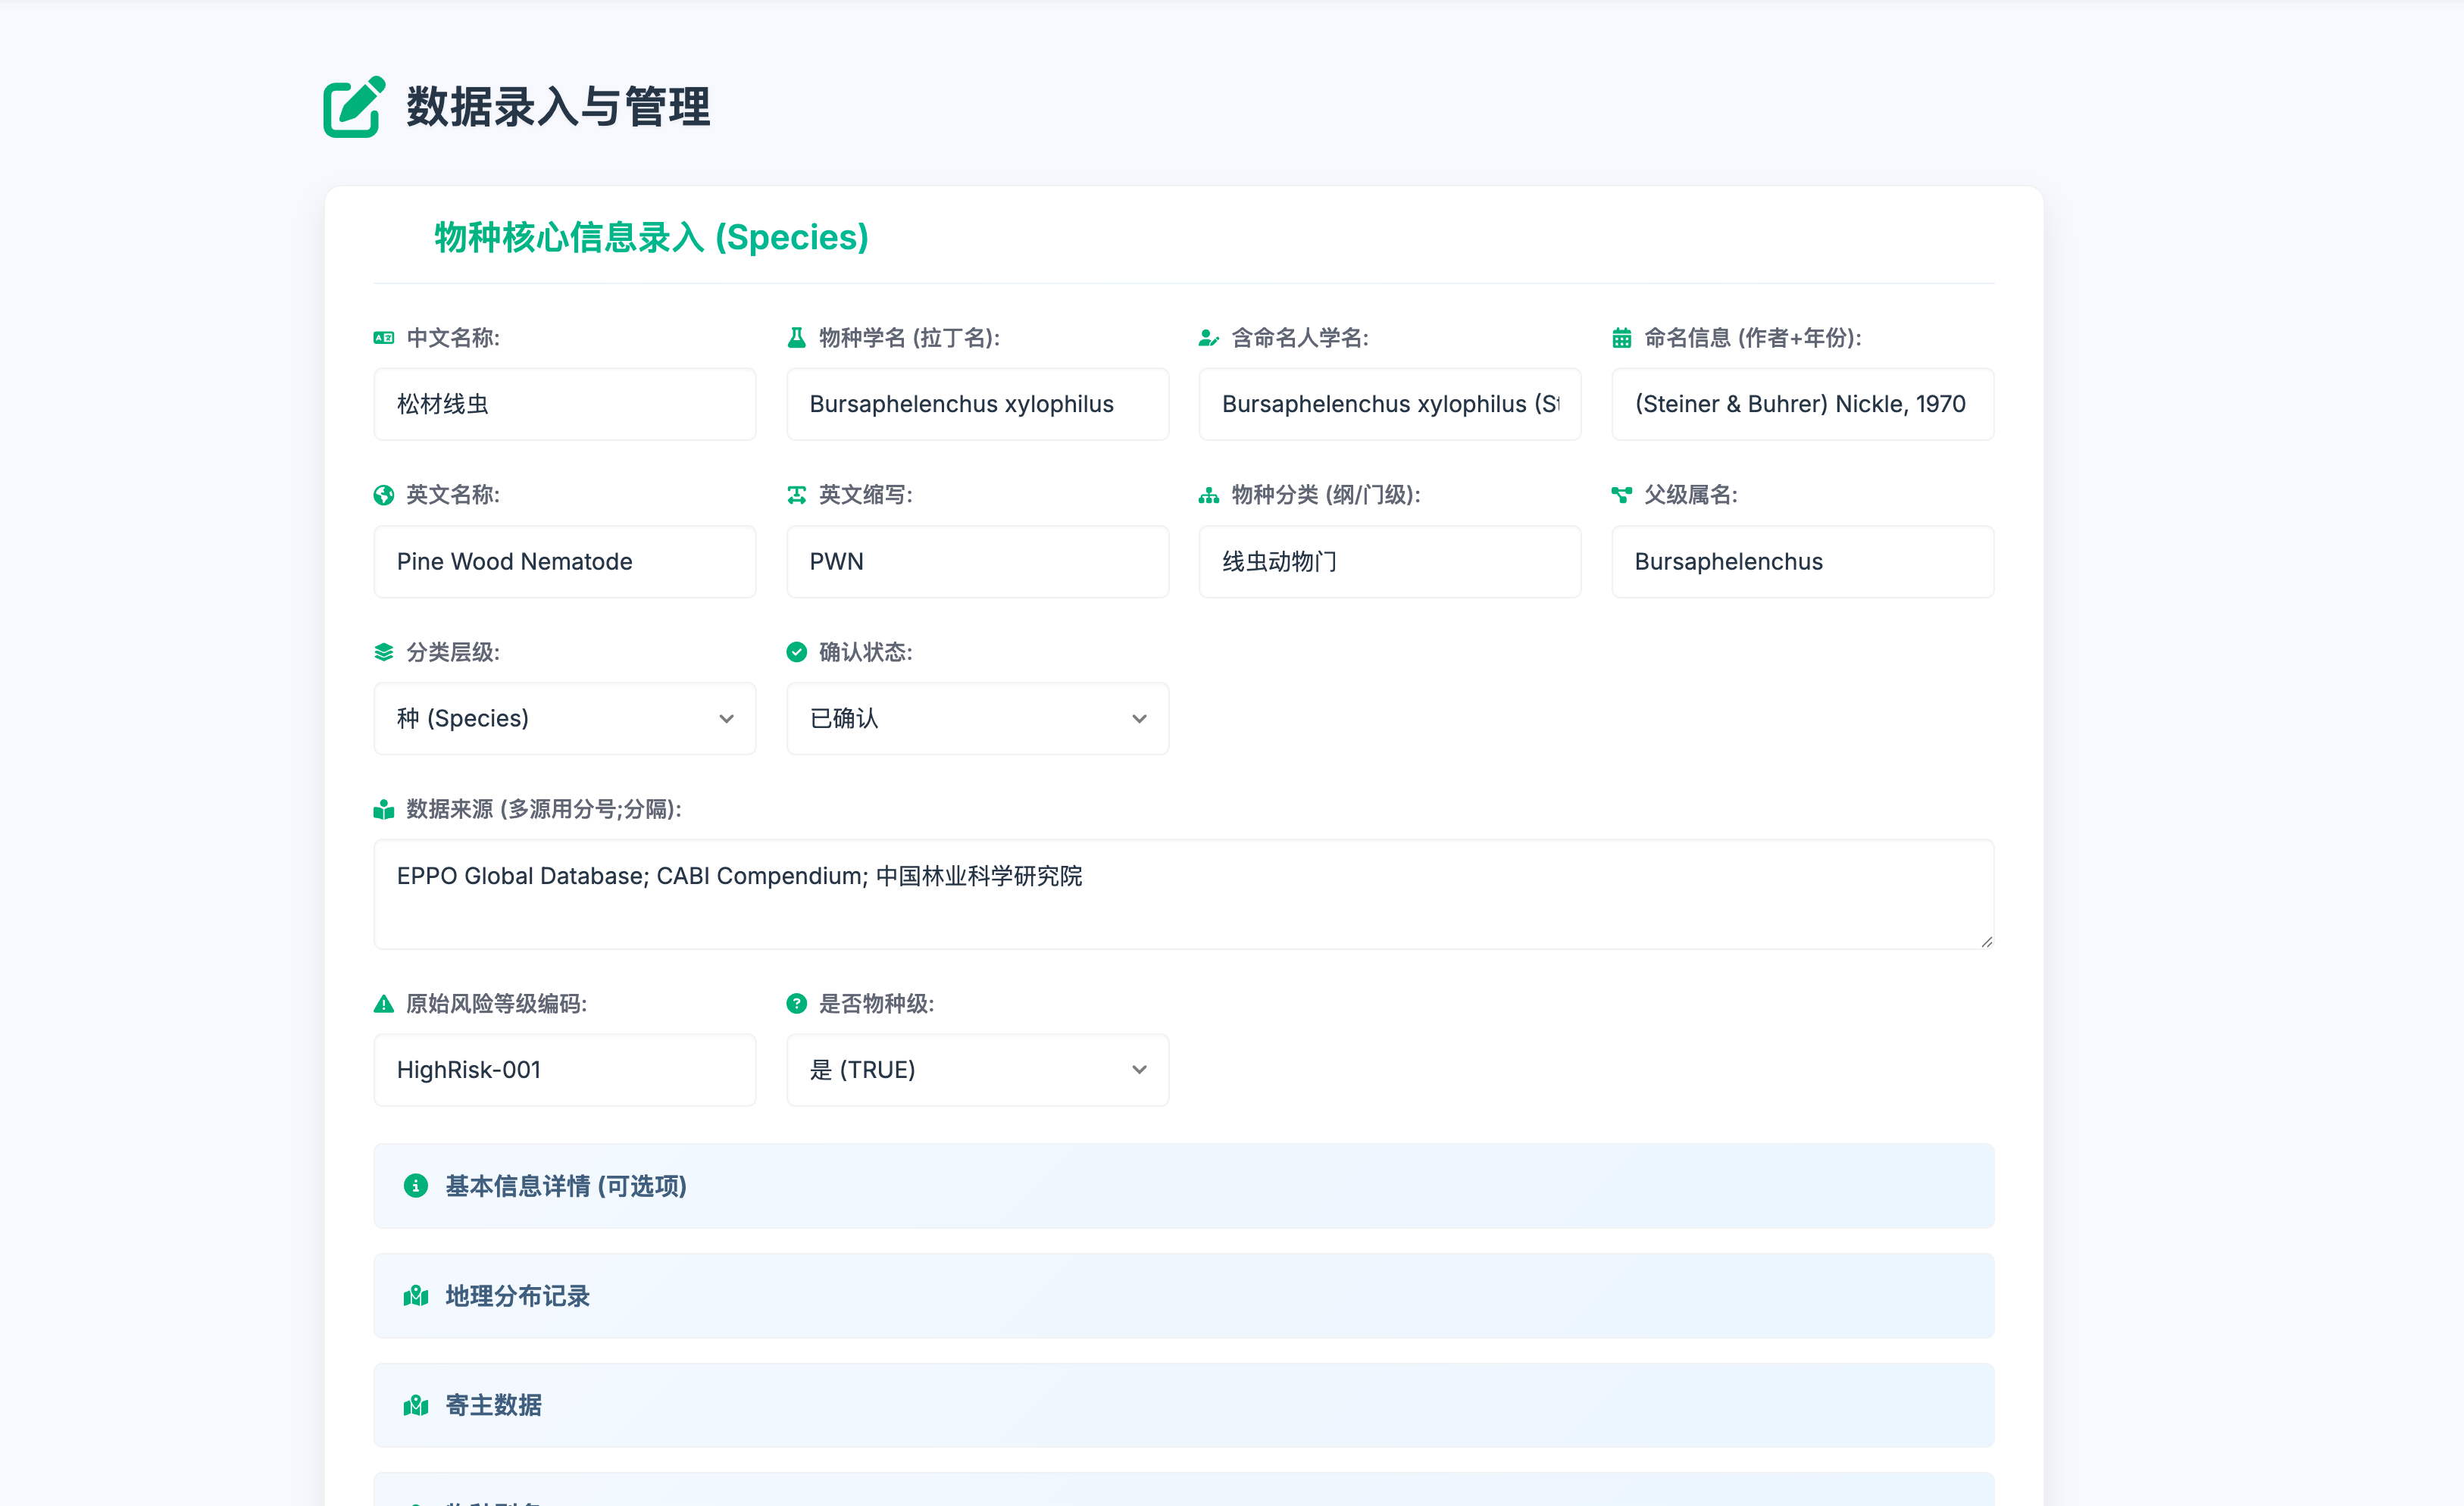 数据录入与管理
物种核心信息录入 (Species)
中文名称: 物种学名 (拉丁名): 含命名人学名: 命名信息 (作者+年份):
松材线虫 Bursaphelenchus xylophilus Bursaphelenchus xylophilus (St (Steiner & Buhrer) Nickle, 1970
英文名称: 英文缩写: 物种分类 (纲/门级): 父级属名:
Pine Wood Nematode PWN 线虫动物门 Bursaphelenchus
分类层级: 确认状态:
种 (Species) 已确认
数据来源 (多源用分号;分隔):
EPPO Global Database; CABI Compendium; 中国林业科学研究院
原始风险等级编码: 是否物种级:
HighRisk-001 是 (TRUE)
基本信息详情 (可选项)
地理分布记录
寄主数据